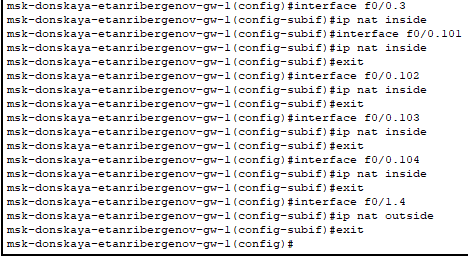 msk-donskaya-etanribergenov-gw-1(config)#interface f0/0.3
msk-donskaya-etanribergenov-gw-1(config-subif)#ip nat inside
msk-donskaya-etanribergenov-gw-1(config-subif)#interface f0/0.101
msk-donskaya-etanribergenov-gw-1(config-subif)#ip nat inside
msk-donskaya-etanribergenov-gw-1(config-subif)#exit
msk-donskaya-etanribergenov-gw-1(config)#interface f0/0.102
msk-donskaya-etanribergenov-gw-1(config-subif)#ip nat inside
msk-donskaya-etanribergenov-gw-1(config-subif)#exit
msk-donskaya-etanribergenov-gw-1(config)#interface f0/0.103
msk-donskaya-etanribergenov-gw-1(config-subif)#ip nat inside
msk-donskaya-etanribergenov-gw-1(config-subif)#exit
msk-donskaya-etanribergenov-gw-1(config)#interface f0/0.104
msk-donskaya-etanribergenov-gw-1(config-subif)#ip nat inside
msk-donskaya-etanribergenov-gw-1(config-subif)#exit
msk-donskaya-etanribergenov-gw-1(config)#interface f0/1.4
msk-donskaya-etanribergenov-gw-1(config-subif)#ip nat outside
msk-donskaya-etanribergenov-gw-1(config-subif)#exit
msk-donskaya-etanribergenov-gw-1(config)#